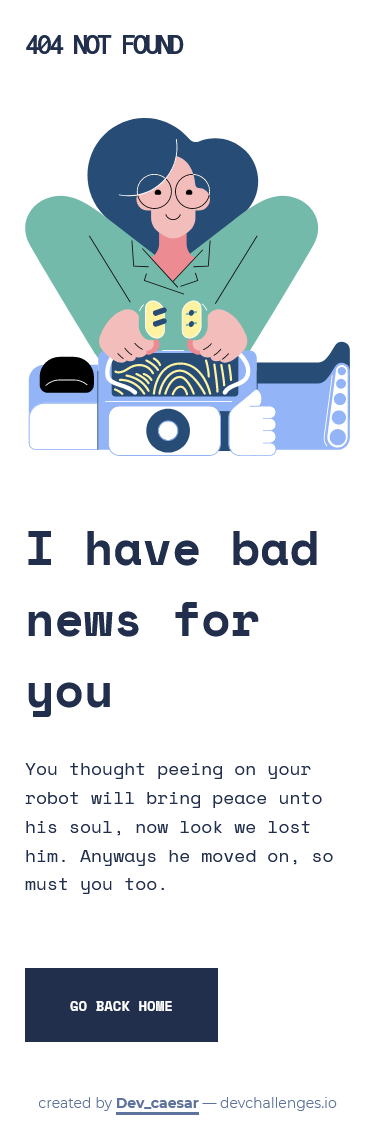 404 NOT FOUND
I have bad
news for
you
You thought peeing on your
robot will bring peace unto
his soul, now look we lost
him. Anyways he moved on, so
must you too.
GO BACK HOME
created by Dev_caesar — devchallenges.io